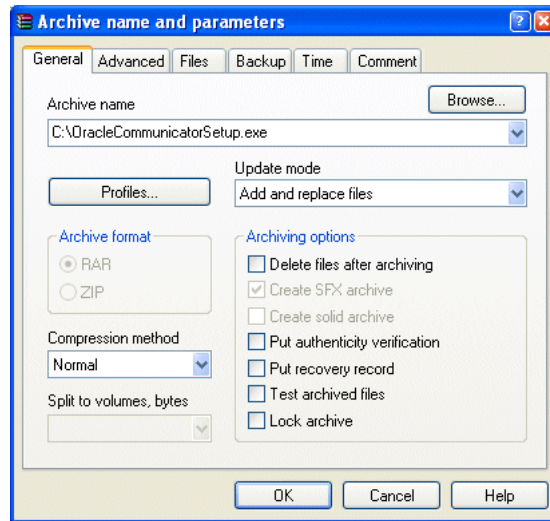 Archive name and parameters
General Advanced Files Backup Time Comment
Archive name
Browse...
C:\OracleCommunicatorSetup.exe
Update mode
Profiles...
Add and replace files
Archive format
RAR
ZIP
Compression method
Normal
Split to volumes, bytes
Archiving options
Delete files after archiving
Create SFX archive
Create solid archive
Put authenticity verification
Put recovery record
Test archived files
Lock archive
OK Cancel Help